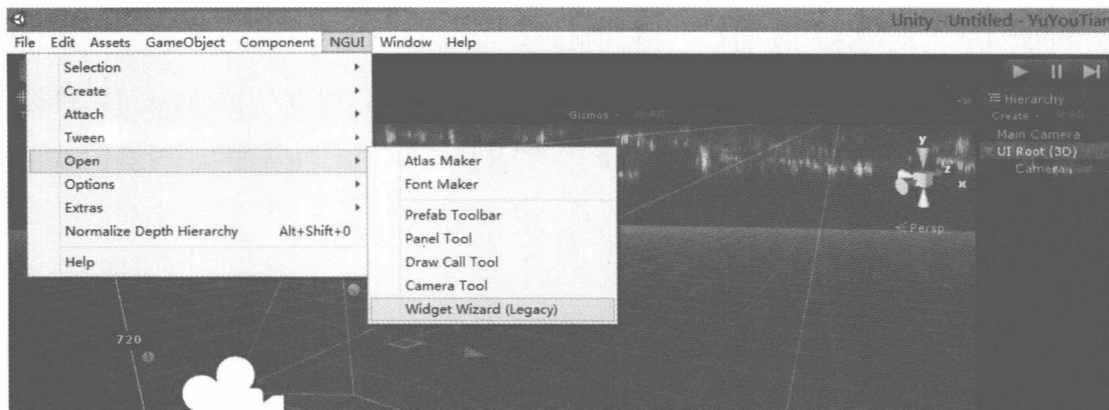 Unity - Untitled - YuYouTian
File Edit Assets GameObject Component NGUI Window Help
Selection
Create
Attach
Tween
Open
Options
Extras
Normalize Depth Hierarchy Alt+Shift+0
Help
Atlas Maker
Font Maker
Prefab Toolbar
Panel Tool
Draw Call Tool
Camera Tool
Widget Wizard (Legacy)
Gizmos
y
z
x
Persp
720
Hierarchy
Create
Main Camera
UI Root (3D)
Camera